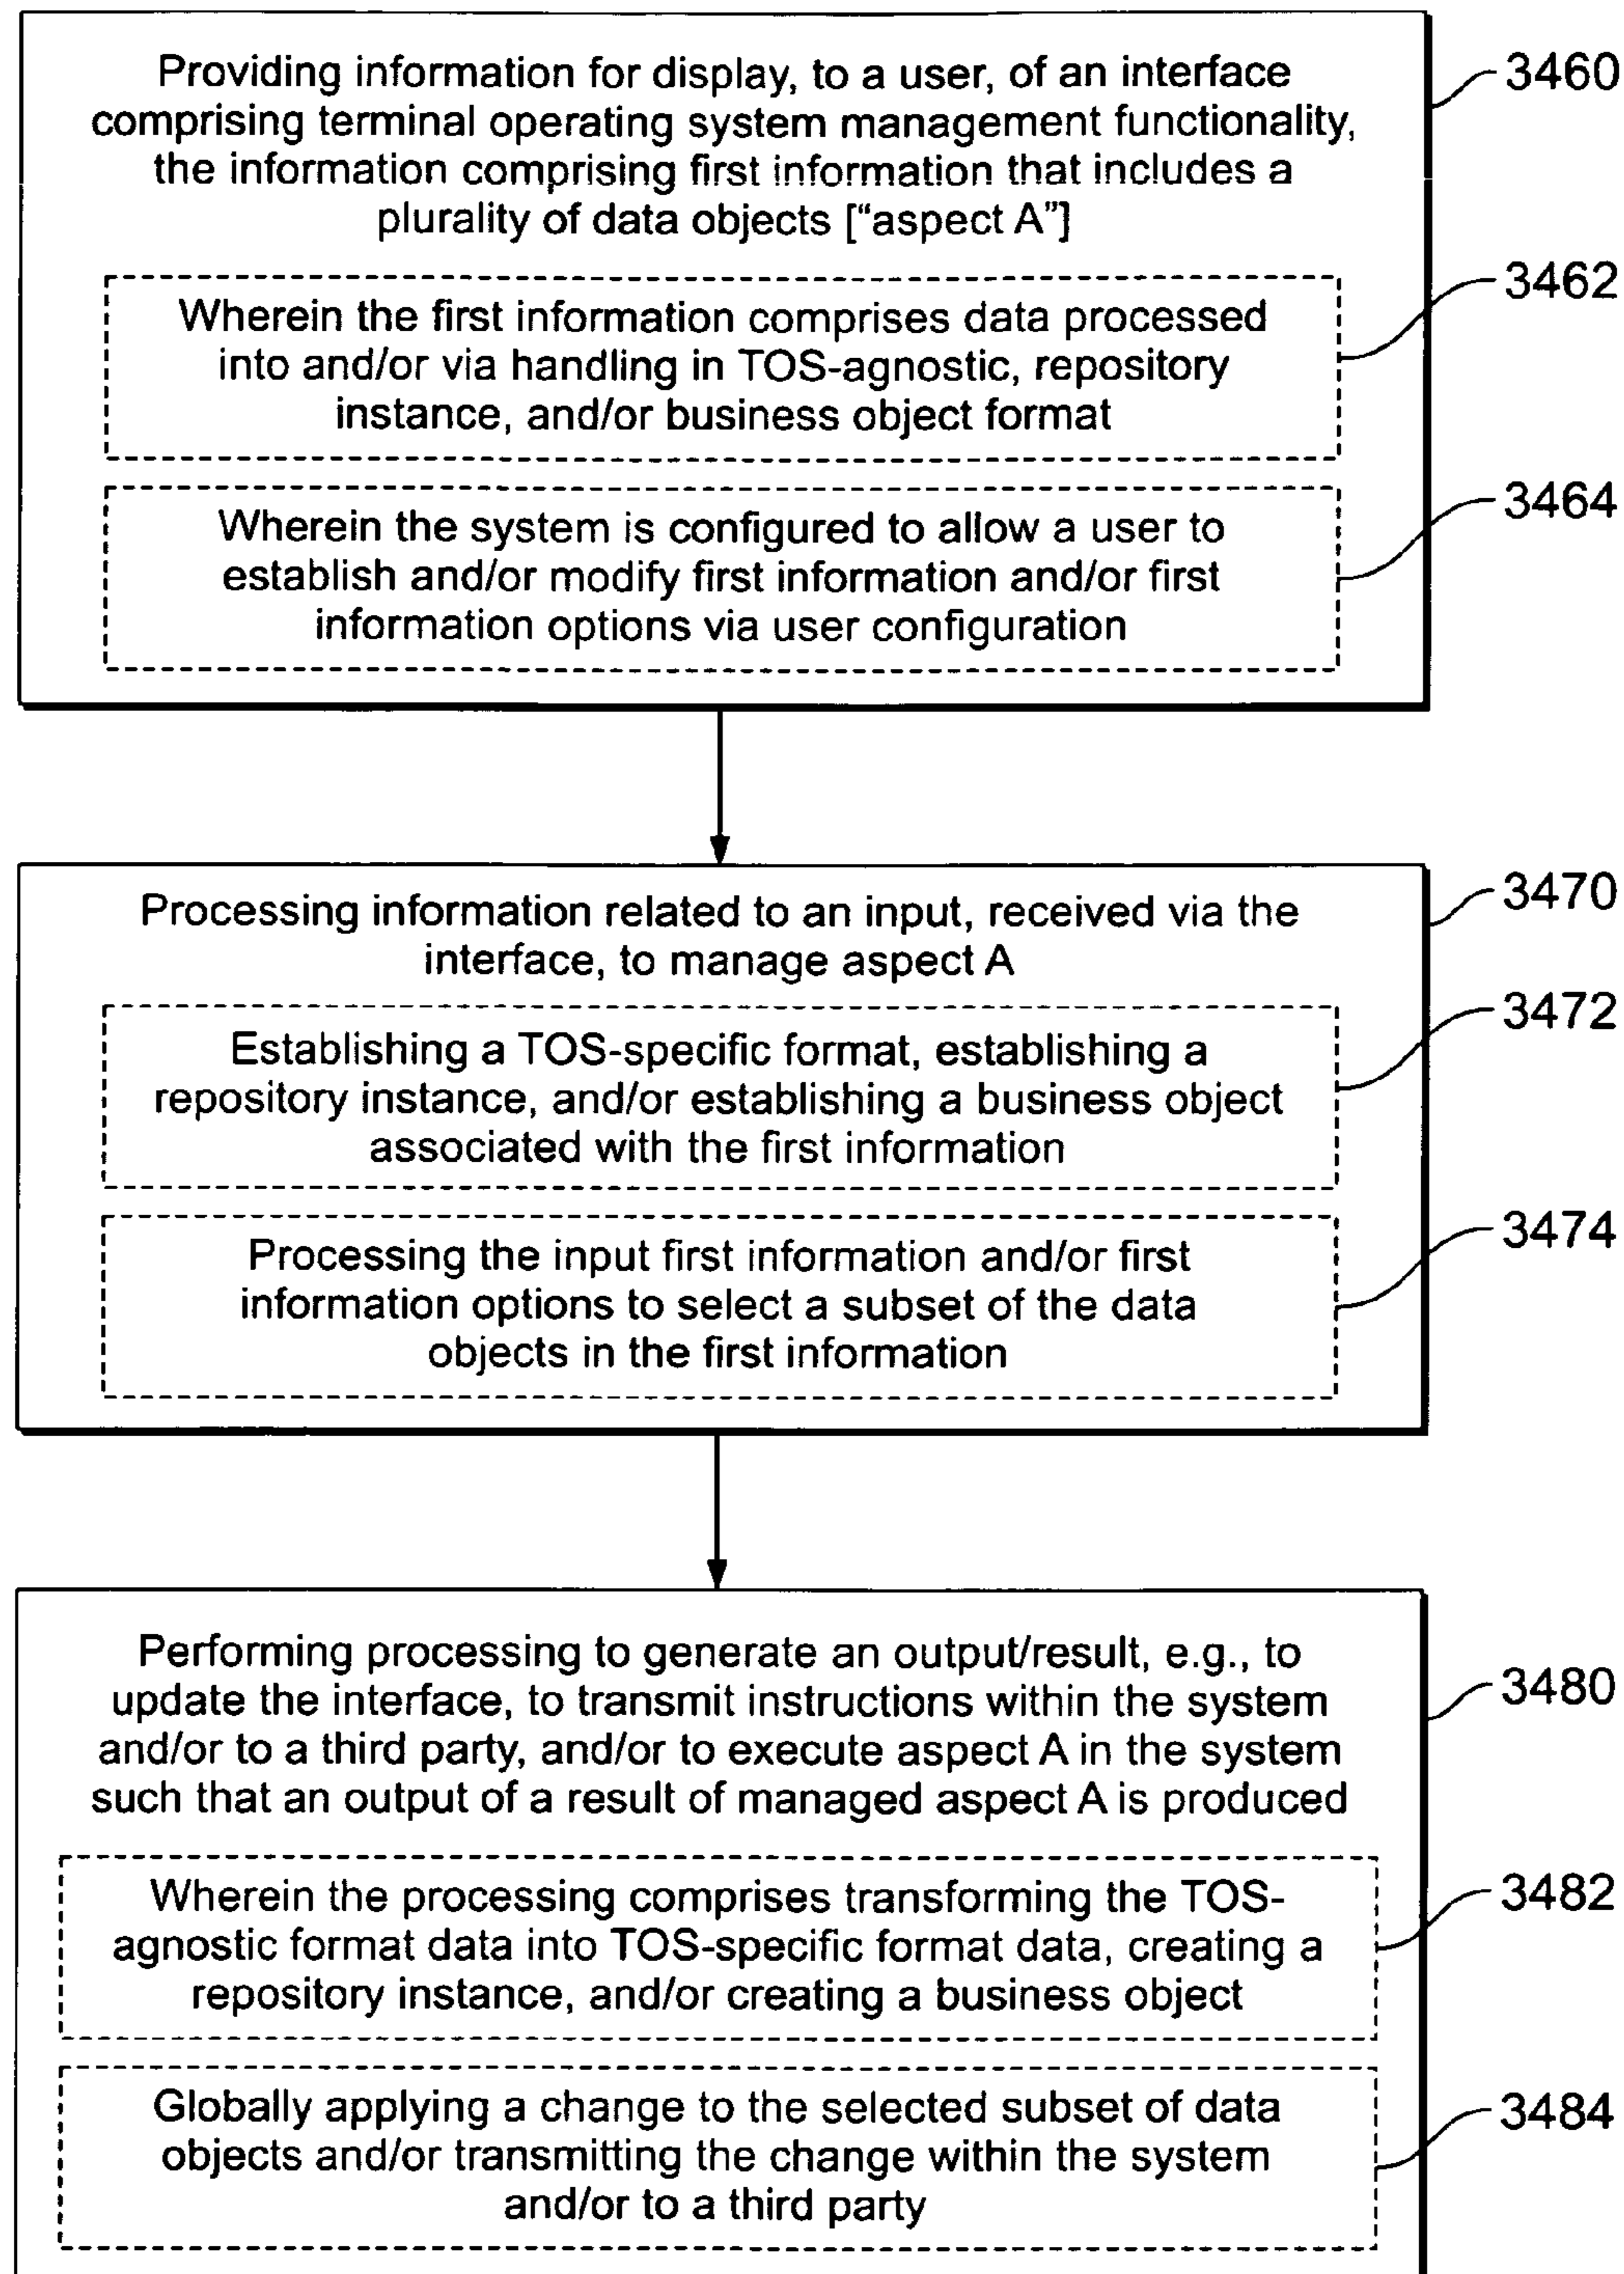 Providing information for display, to a user, of an interface
comprising terminal operating system management functionality,
the information comprising first information that includes a
plurality of data objects [“aspect A”]
3460
Wherein the first information comprises data processed
into and/or via handling in TOS-agnostic, repository
instance, and/or business object format
3462
Wherein the system is configured to allow a user to
establish and/or modify first information and/or first
information options via user configuration
3464
Processing information related to an input, received via the
interface, to manage aspect A
3470
Establishing a TOS-specific format, establishing a
repository instance, and/or establishing a business object
associated with the first information
3472
Processing the input first information and/or first
information options to select a subset of the data
objects in the first information
3474
Performing processing to generate an output/result, e.g., to
update the interface, to transmit instructions within the system
and/or to a third party, and/or to execute aspect A in the system
such that an output of a result of managed aspect A is produced
3480
Wherein the processing comprises transforming the TOS-
agnostic format data into TOS-specific format data, creating a
repository instance, and/or creating a business object
3482
Globally applying a change to the selected subset of data
objects and/or transmitting the change within the system
and/or to a third party
3484